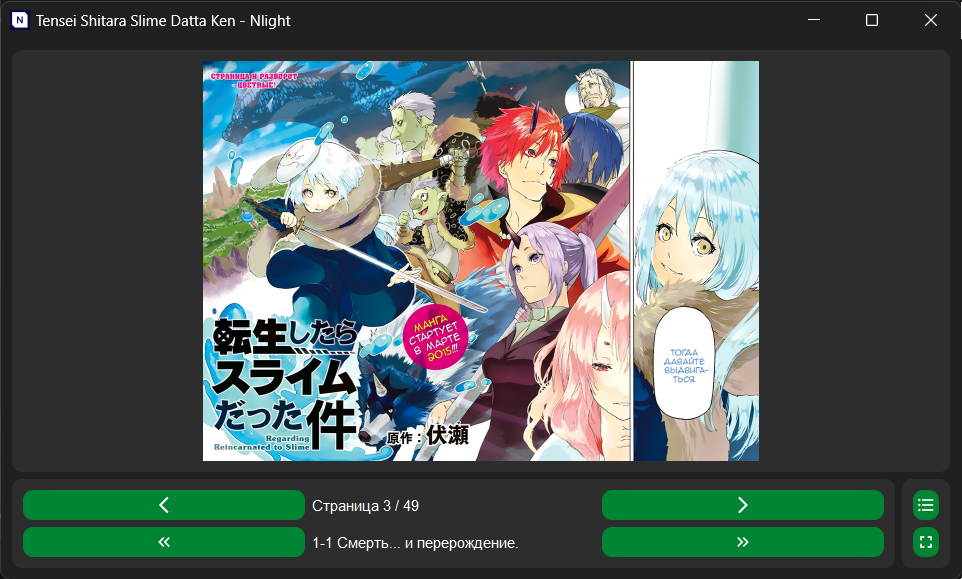 N Tensei Shitara Slime Datta Ken - Nlight
СТРАНИЦА И РАЗВОРОТ
- ЦВЕТНЫЕ!
МАНГА
СТАРТУЕТ
В МАРТЕ
2015!!!
転生したら
スライム
だった件
Regarding
Reincarnated to Slime
原作：伏瀬
ТОГДА
ДАВАЙТЕ
ВЫДВИГА-
ТЬСЯ.
Страница 3 / 49
1-1 Смерть... и перерождение.